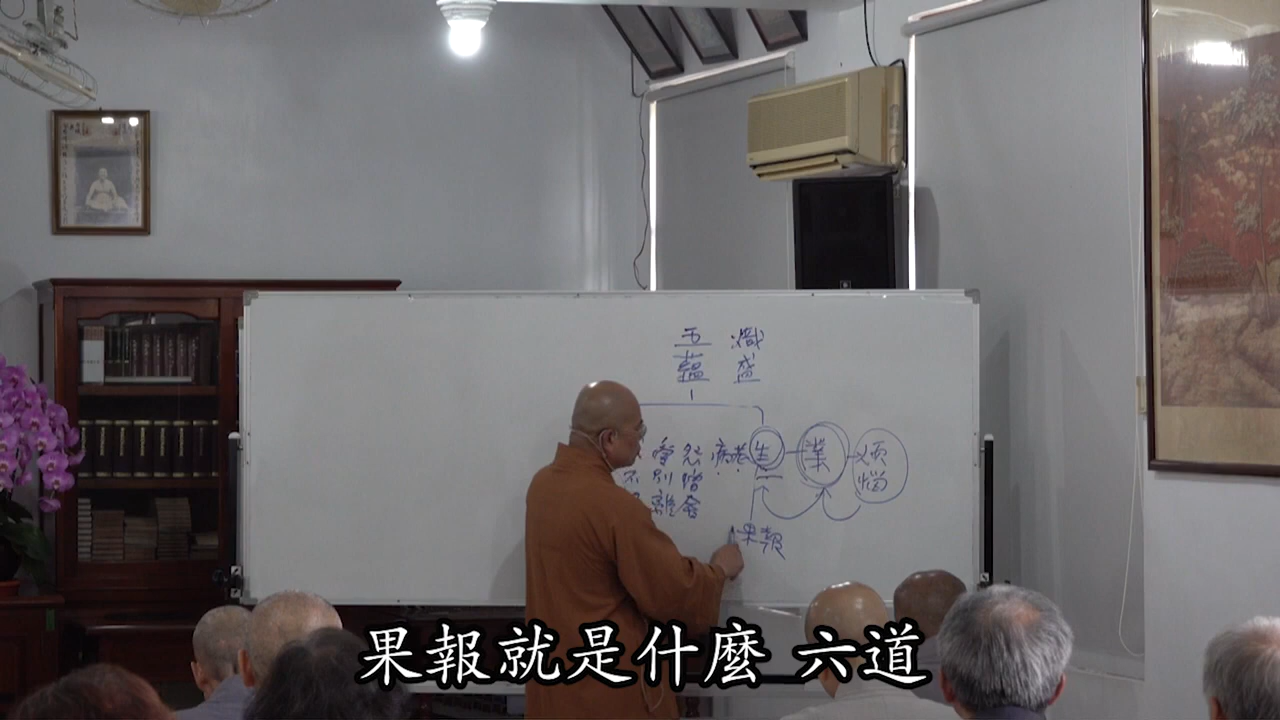 五 熾
蘊 盛
愛 怨 病老生 業 煩
不 別 憎 惱
離 會
果報
果報就是什麼 六道